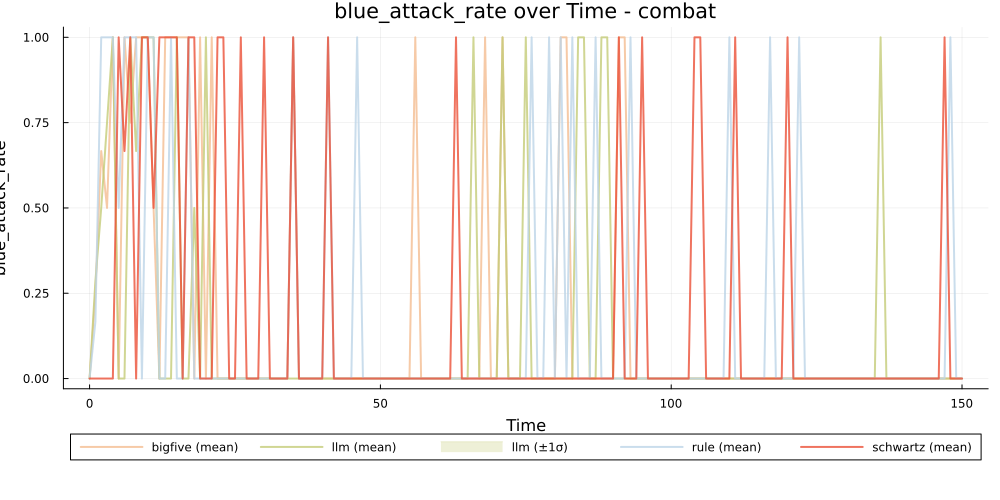 blue_attack_rate over Time - combat
blue_attack_rate
1.00
0.75
0.50
0.25
0.00
0 50 100 150
Time
bigfive (mean) llm (mean) llm (±1σ) rule (mean) schwartz (mean)